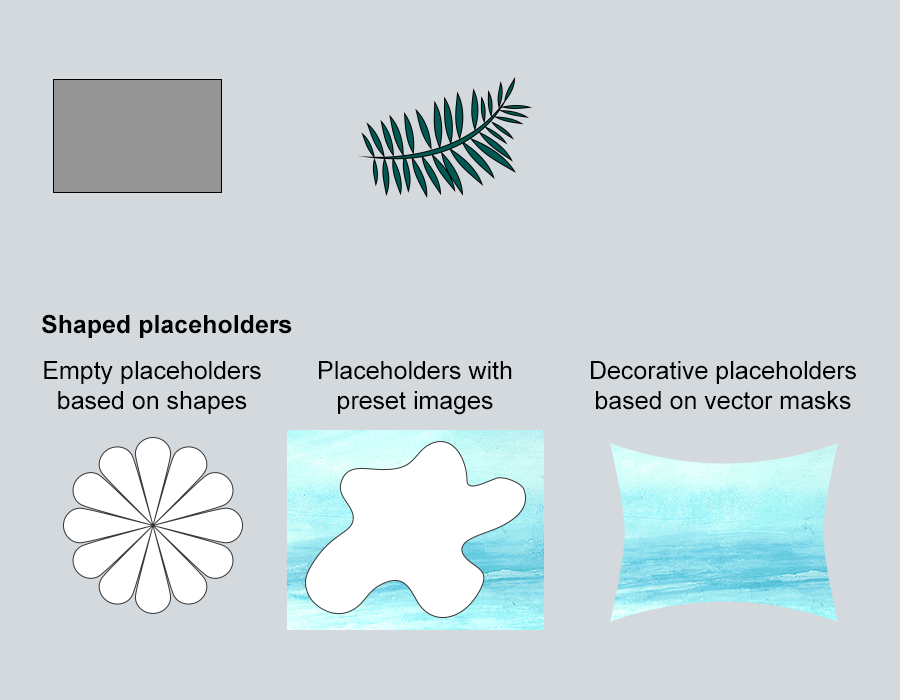 Shaped placeholders
Empty placeholders
based on shapes
Placeholders with
preset images
Decorative placeholders
based on vector masks